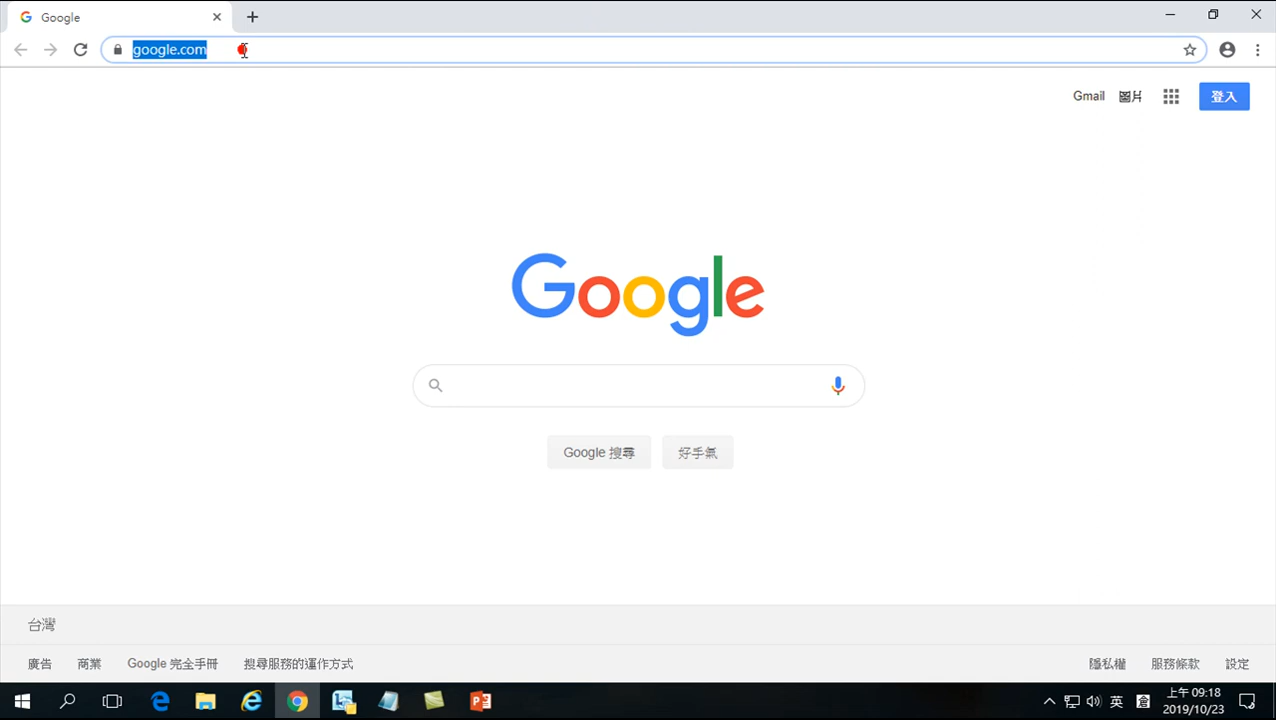 Google
google.com
Gmail 圖片 登入
Google
Google 搜尋 好手氣
台灣
廣告 商業 Google 完全手冊 搜尋服務的運作方式 隱私權 服務條款 設定
英 倉 上午 09:18
2019/10/23